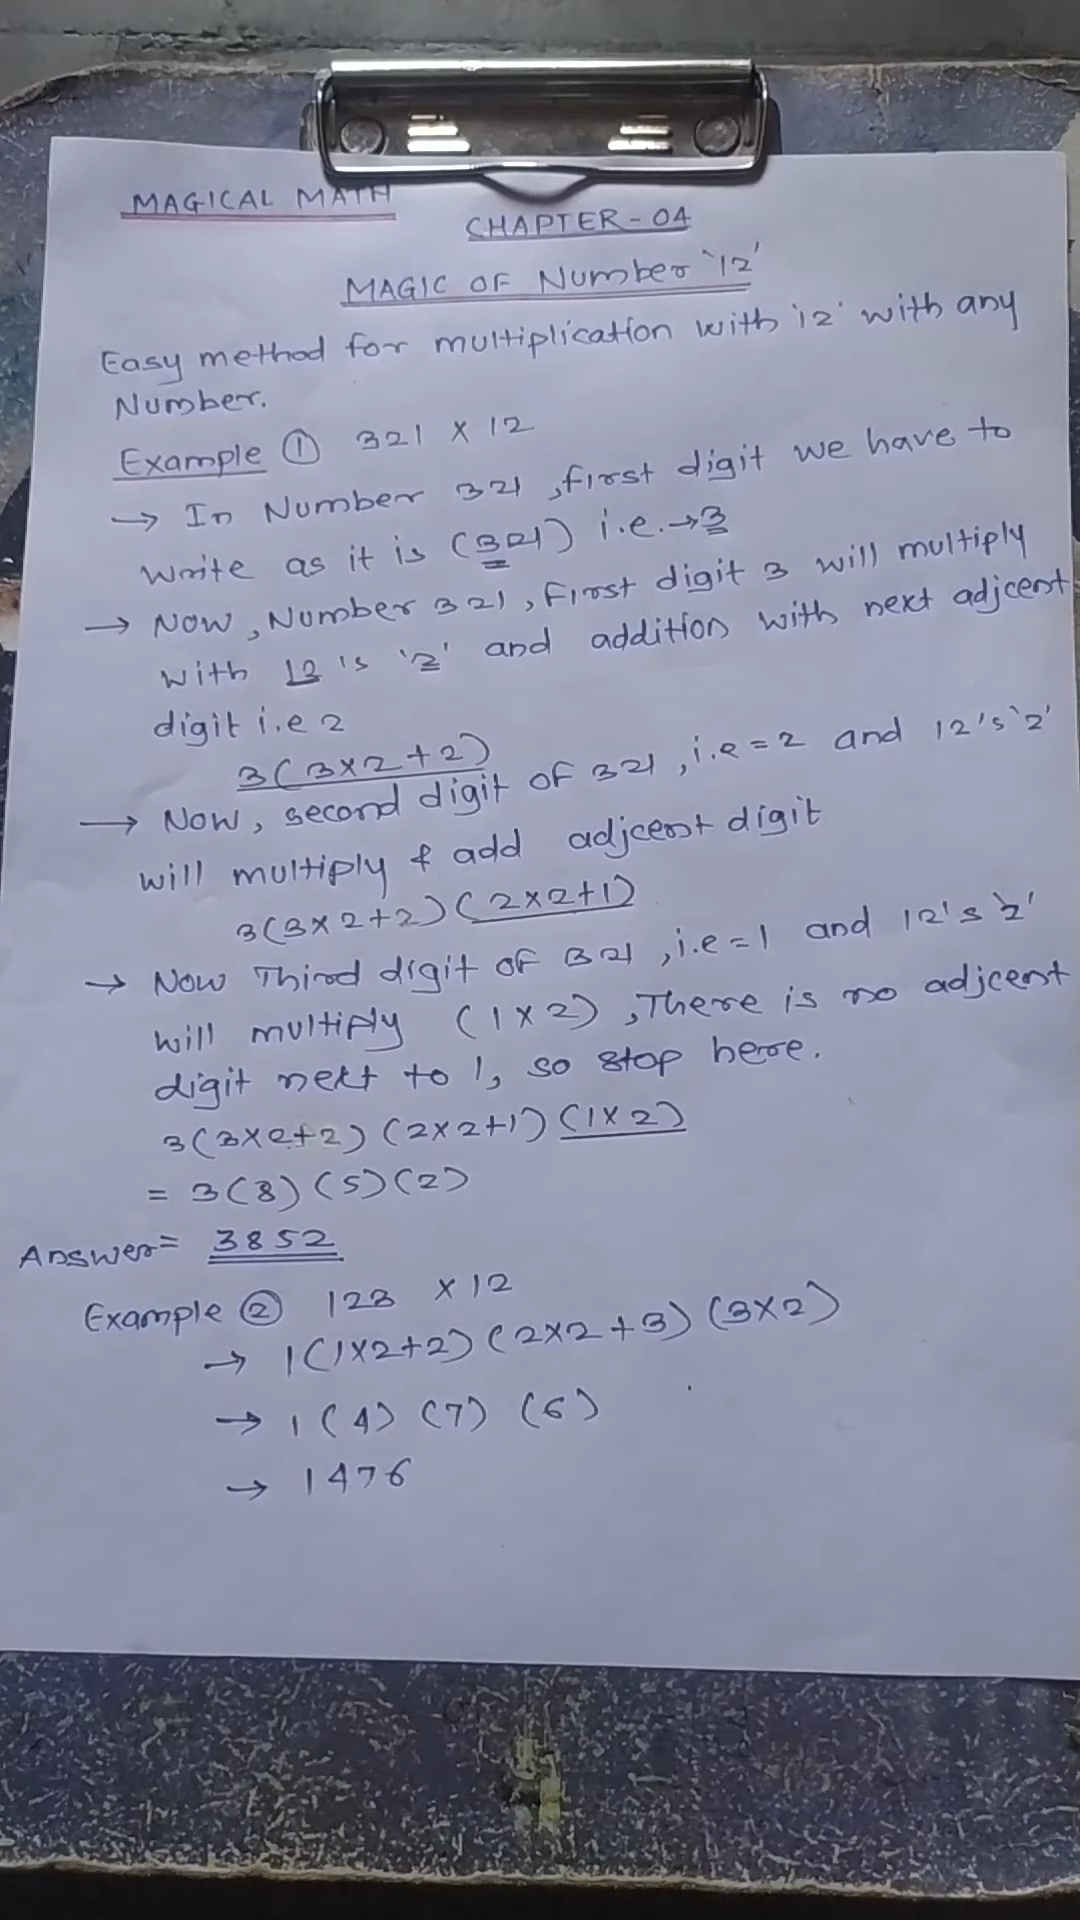 MAGICAL MATH
CHAPTER-04
MAGIC OF Number '12'
Easy method for multiplication with '12' with any
Number.
Example ① 321 X 12
→ In Number 321, first digit we have to
Write as it is (321) i.e.→3
→ Now, Number 321, First digit 3 will multiply
with 12's '2' and addition with next adjcent
digit i.e 2
3(3x2+2)
→ Now, second digit of 321, i.e=2 and 12's '2'
will multiply & add adjcent digit
3(3x2+2)(2x2+1)
→ Now Third digit of 321, i.e=1 and 12's '2'
will multiply (1x2), There is no adjcent
digit next to 1, so stop here.
3(3x2+2)(2x2+1)(1x2)
= 3(8)(5)(2)
Answer= 3852
Example ② 123 X 12
→ 1(1x2+2)(2x2+3)(3x2)
→ 1(4)(7)(6)
→ 1476